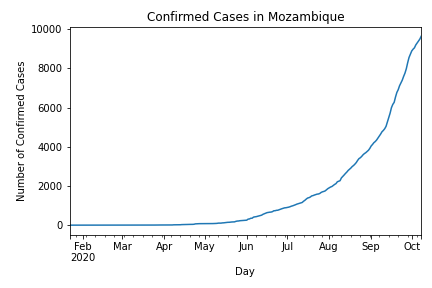 Confirmed Cases in Mozambique
Number of Confirmed Cases
10000
8000
6000
4000
2000
0
Feb Mar Apr May Jun Jul Aug Sep Oct
2020
Day